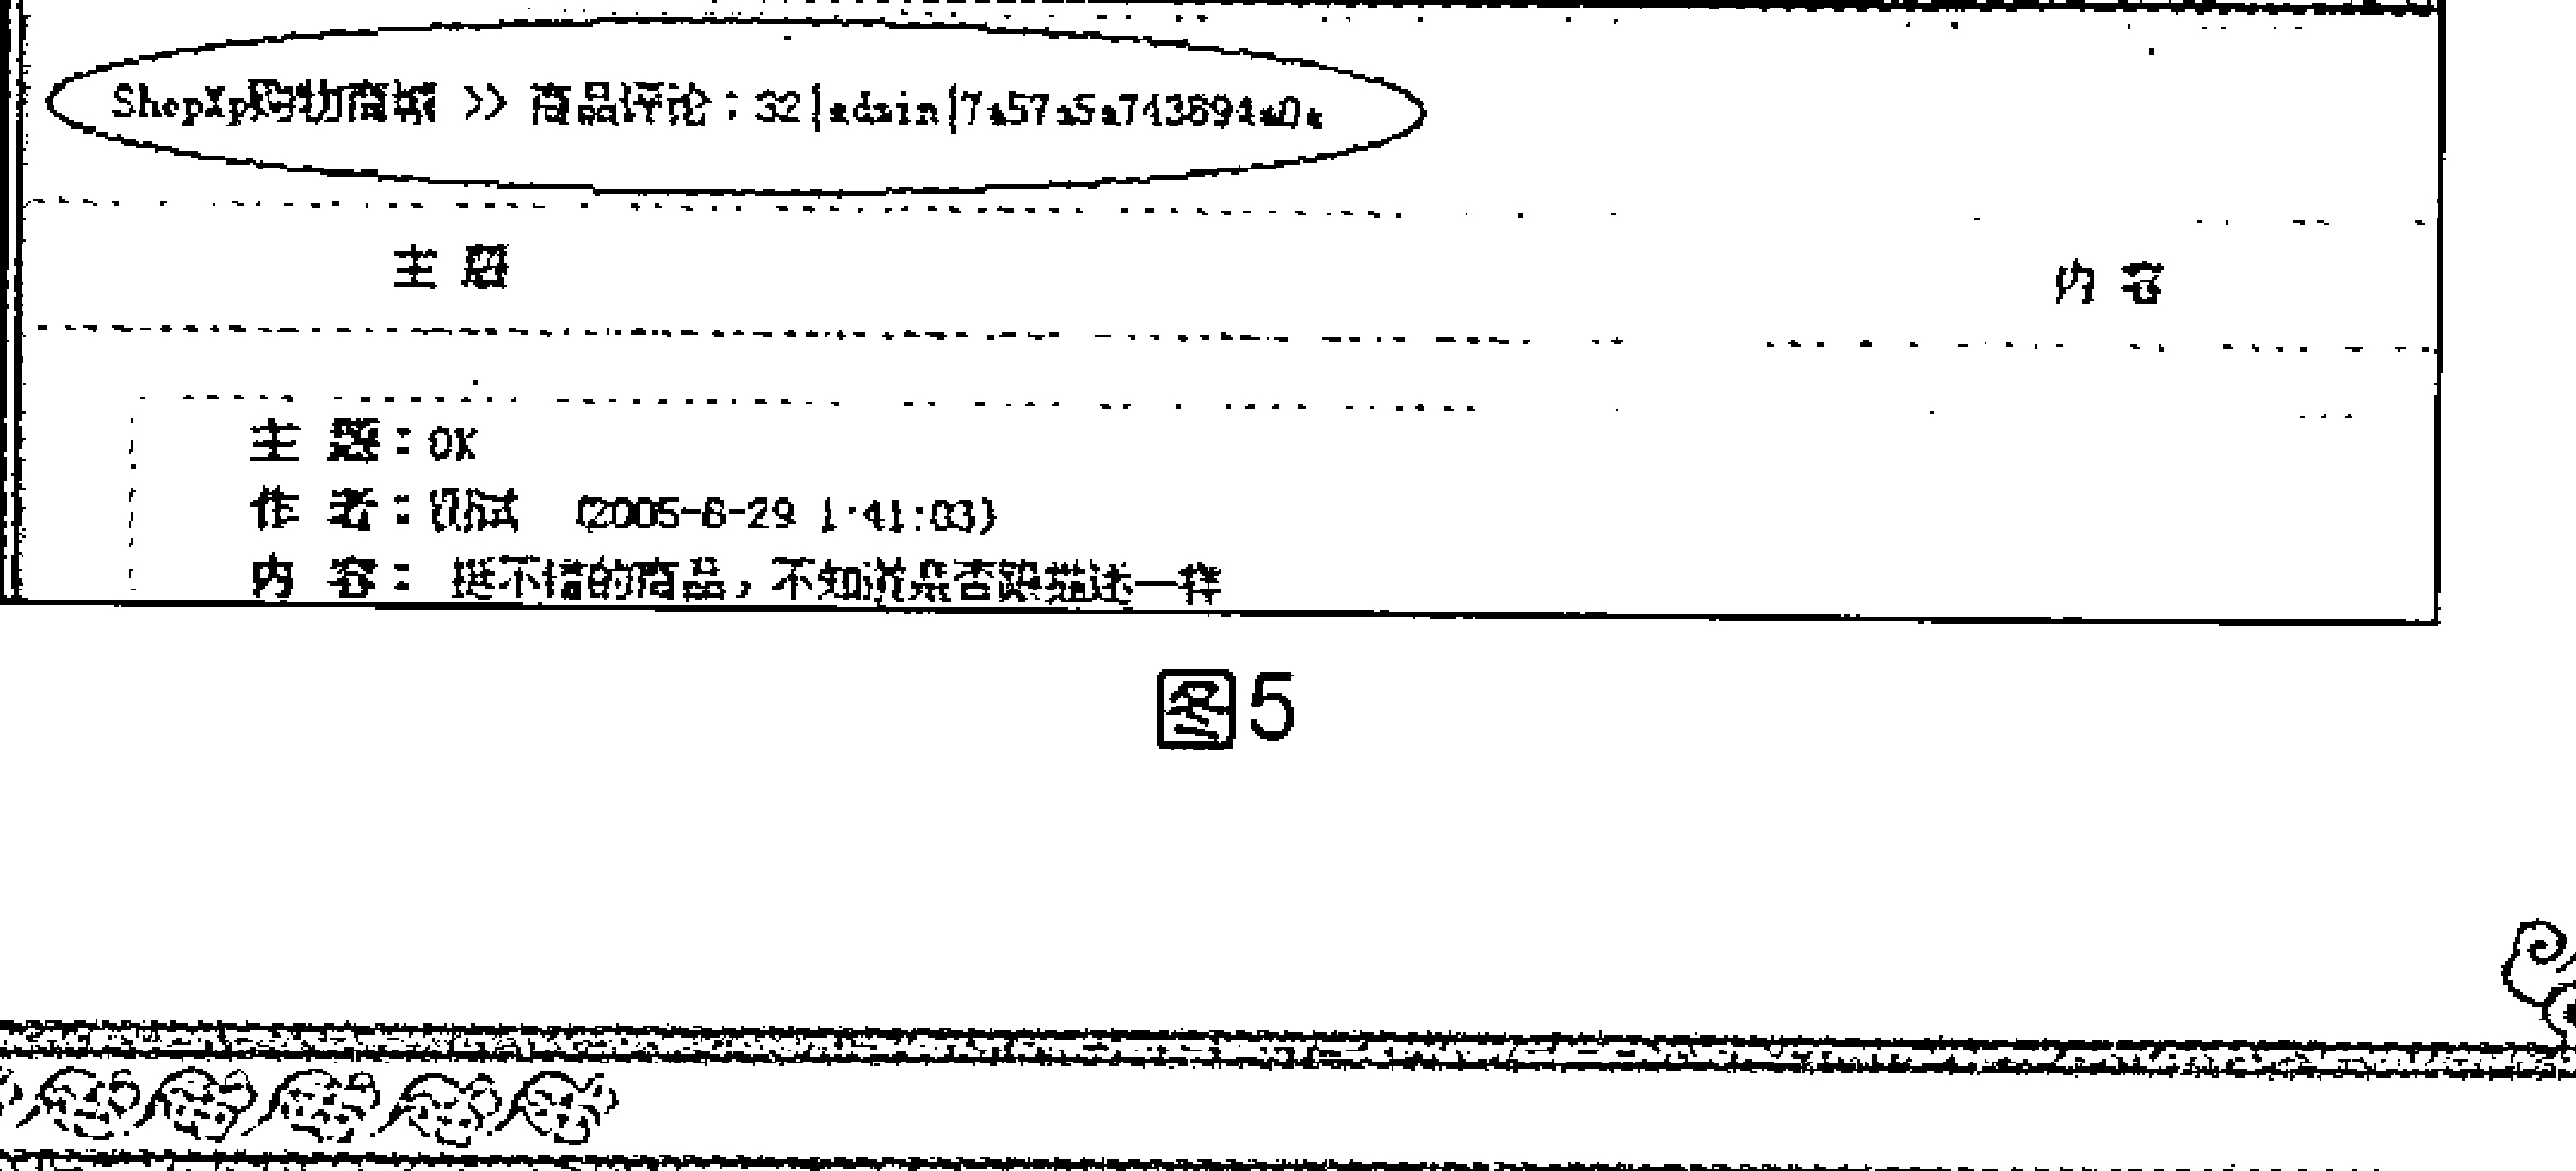 ShopXp购物商城 >> 商品评论：32|admin|7a57a5a743894a0e
主 题
内 容
主 题：OK
作 者：测试 (2005-6-29 1:41:03)
内 容： 挺不错的商品，不知说是否跟描述一样
图5